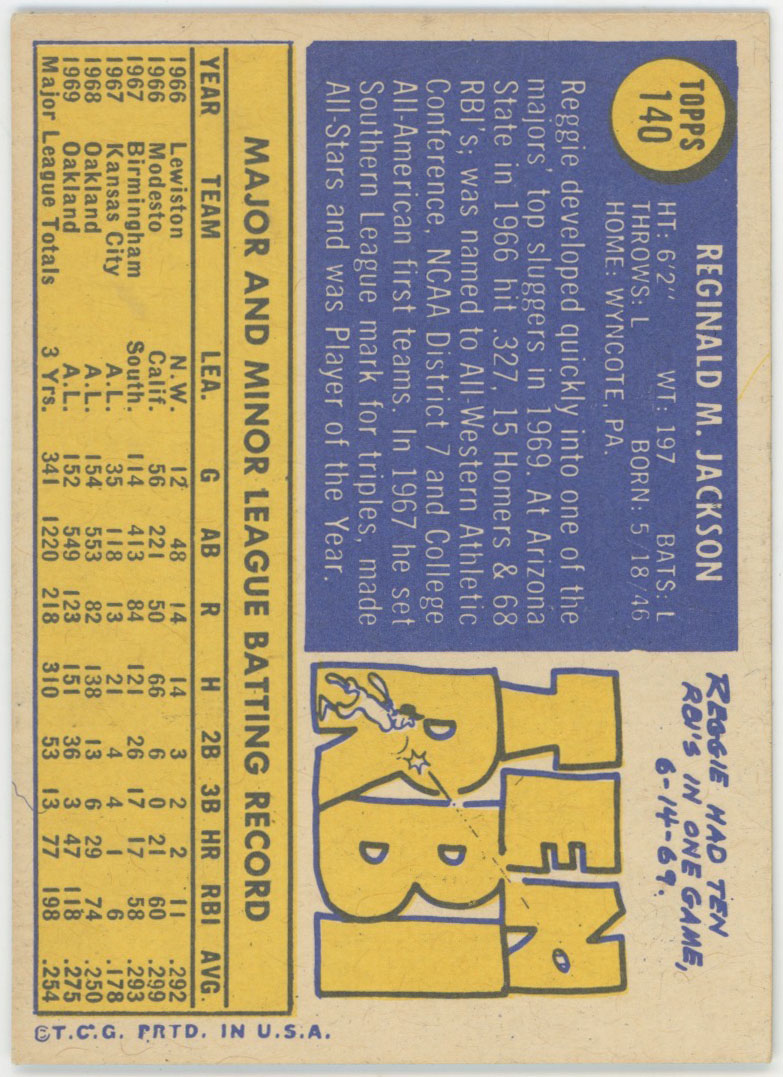 TOPPS
140
REGINALD M. JACKSON
HT: 6'2" WT: 197 BATS: L
THROWS: L BORN: 5/18/46
HOME: WYNCOTE, PA.
Reggie developed quickly into one of the
majors' top sluggers in 1969. At Arizona
State in 1966 hit .327, 15 Homers & 68
RBI's; was named to All-Western Athletic
Conference, NCAA District 7 and College
All-American first teams. In 1967 he set
Southern League mark for triples, made
All-Stars and was Player of the Year.
REGGIE HAD TEN
RBI'S IN ONE GAME,
6-14-69.
TEN
RBI
MAJOR AND MINOR LEAGUE BATTING RECORD
YEAR TEAM LEA. G AB R H 2B 3B HR RBI AVG.
1966 Lewiston N.W. 12 48 14 14 3 2 2 11 .292
1966 Modesto Calif. 56 221 50 66 6 0 21 60 .299
1967 Birmingham South. 114 413 84 121 26 17 17 58 .293
1967 Kansas City A.L. 35 118 13 21 4 4 1 6 .178
1968 Oakland A.L. 154 553 82 138 13 6 29 74 .250
1969 Oakland A.L. 152 549 123 151 36 3 47 118 .275
Major League Totals 3 Yrs. 341 1220 218 310 53 13 77 198 .254
©T.C.G. PRTD. IN U.S.A.